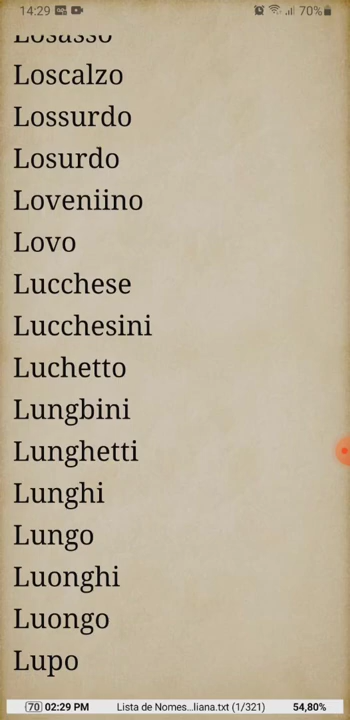 14:29 70%
Losasso
Loscalzo
Lossurdo
Losurdo
Loveniino
Lovo
Lucchese
Lucchesini
Luchetto
Lungbini
Lunghetti
Lunghi
Lungo
Luonghi
Luongo
Lupo
70 02:29 PM Lista de Nomes...liana.txt (1/321) 54,80%